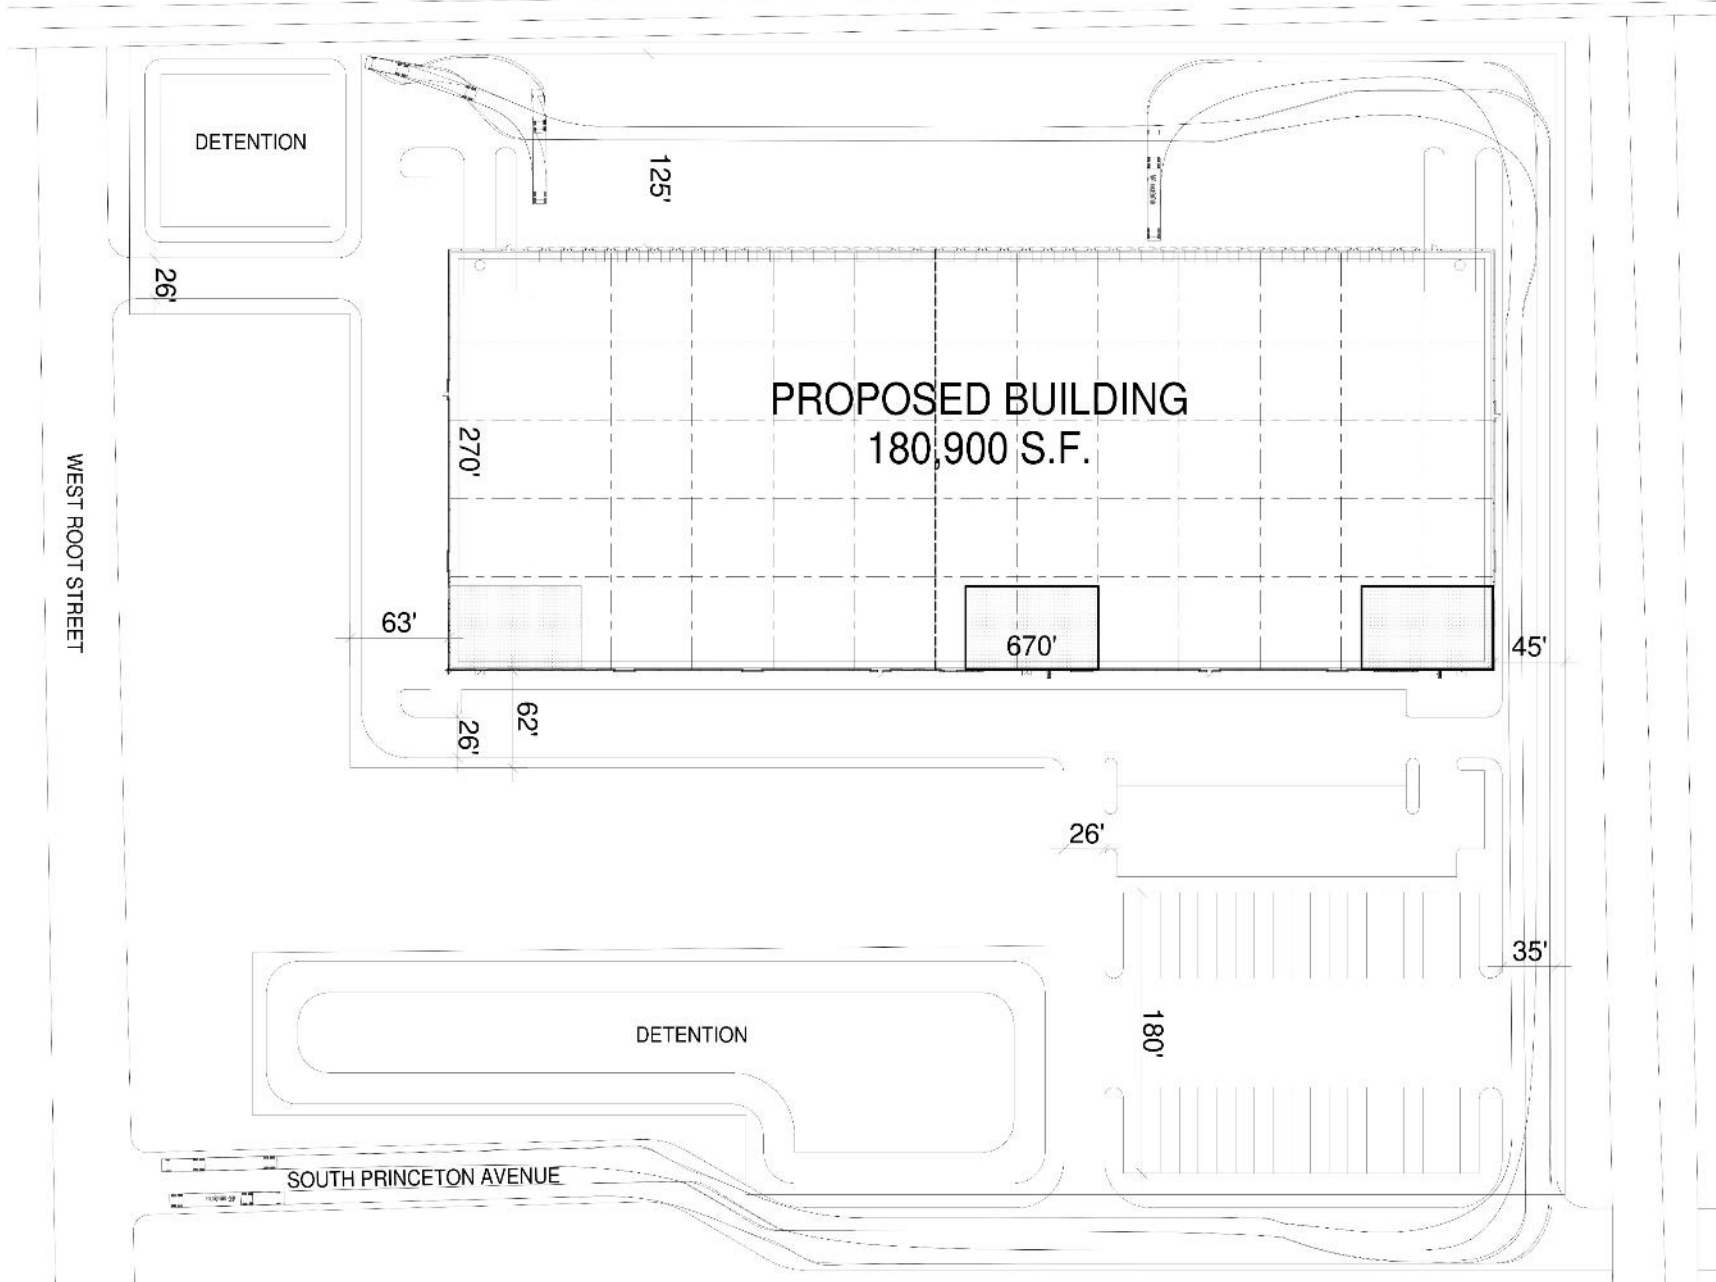 DETENTION
125'
26'
PROPOSED BUILDING
180,900 S.F.
270'
WEST ROOT STREET
63'
670'
45'
62'
26'
26'
35'
180'
DETENTION
SOUTH PRINCETON AVENUE